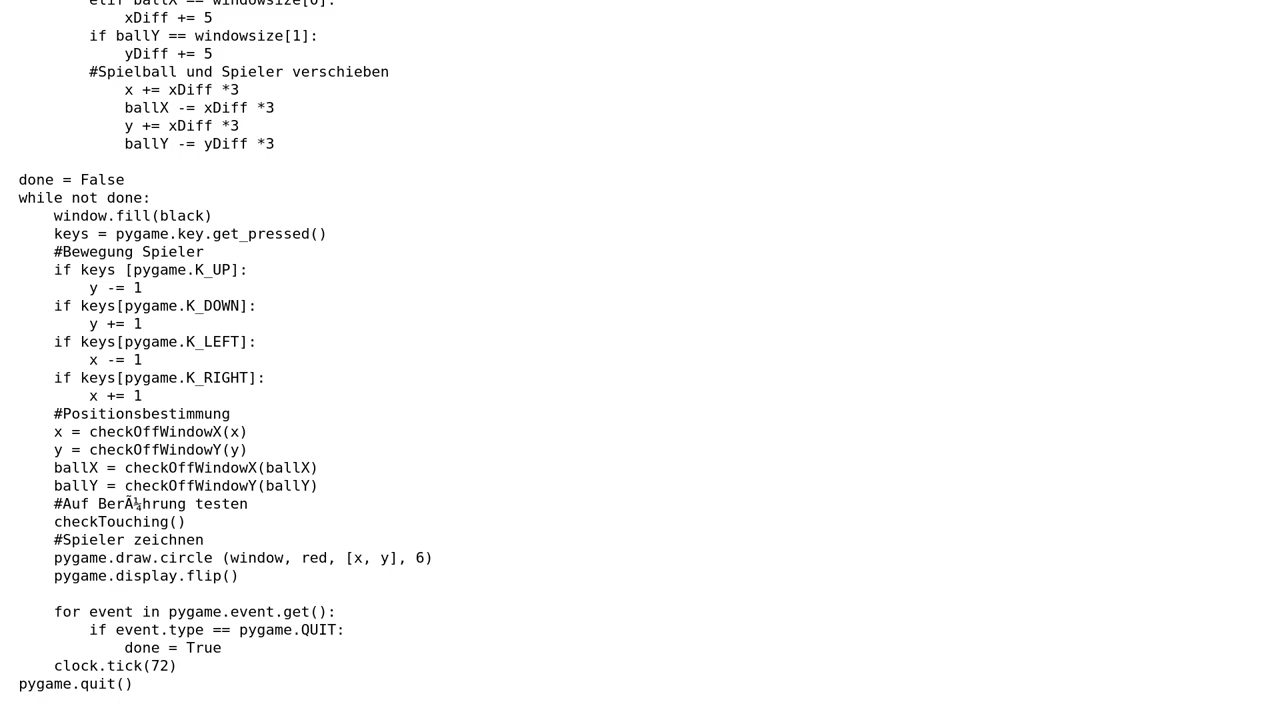 elif ballX == windowsize[0]:
            xDiff += 5
        if ballY == windowsize[1]:
            yDiff += 5
        #Spielball und Spieler verschieben
            x += xDiff *3
            ballX -= xDiff *3
            y += xDiff *3
            ballY -= yDiff *3

done = False
while not done:
    window.fill(black)
    keys = pygame.key.get_pressed()
    #Bewegung Spieler
    if keys [pygame.K_UP]:
        y -= 1
    if keys[pygame.K_DOWN]:
        y += 1
    if keys[pygame.K_LEFT]:
        x -= 1
    if keys[pygame.K_RIGHT]:
        x += 1
    #Positionsbestimmung
    x = checkOffWindowX(x)
    y = checkOffWindowY(y)
    ballX = checkOffWindowX(ballX)
    ballY = checkOffWindowY(ballY)
    #Auf BerÃ¼hrung testen
    checkTouching()
    #Spieler zeichnen
    pygame.draw.circle (window, red, [x, y], 6)
    pygame.display.flip()

    for event in pygame.event.get():
        if event.type == pygame.QUIT:
            done = True
    clock.tick(72)
pygame.quit()